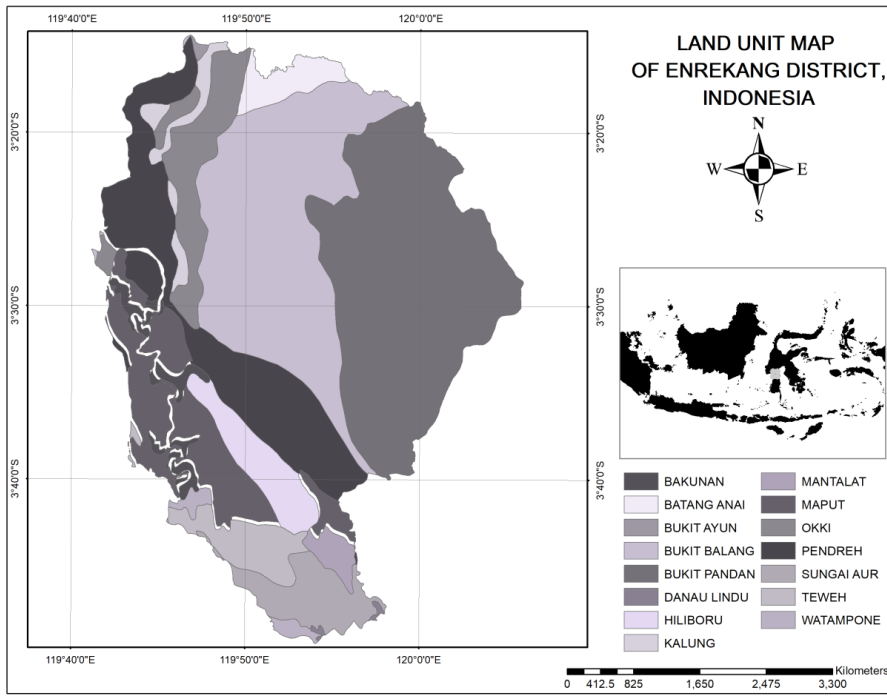 119°40'0"E
119°50'0"E
120°0'0"E
LAND UNIT MAP
OF ENREKANG DISTRICT,
INDONESIA
N
W
E
S
3°20'0"S
3°20'0"S
3°30'0"S
3°30'0"S
3°40'0"S
3°40'0"S
119°40'0"E
119°50'0"E
120°0'0"E
BAKUNAN
BATANG ANAI
BUKIT AYUN
BUKIT BALANG
BUKIT PANDAN
DANAU LINDU
HILIBORU
KALUNG
MANTALAT
MAPUT
OKKI
PENDREH
SUNGAI AUR
TEWEH
WATAMPONE
Kilometers
0 412.5 825 1,650 2,475 3,300